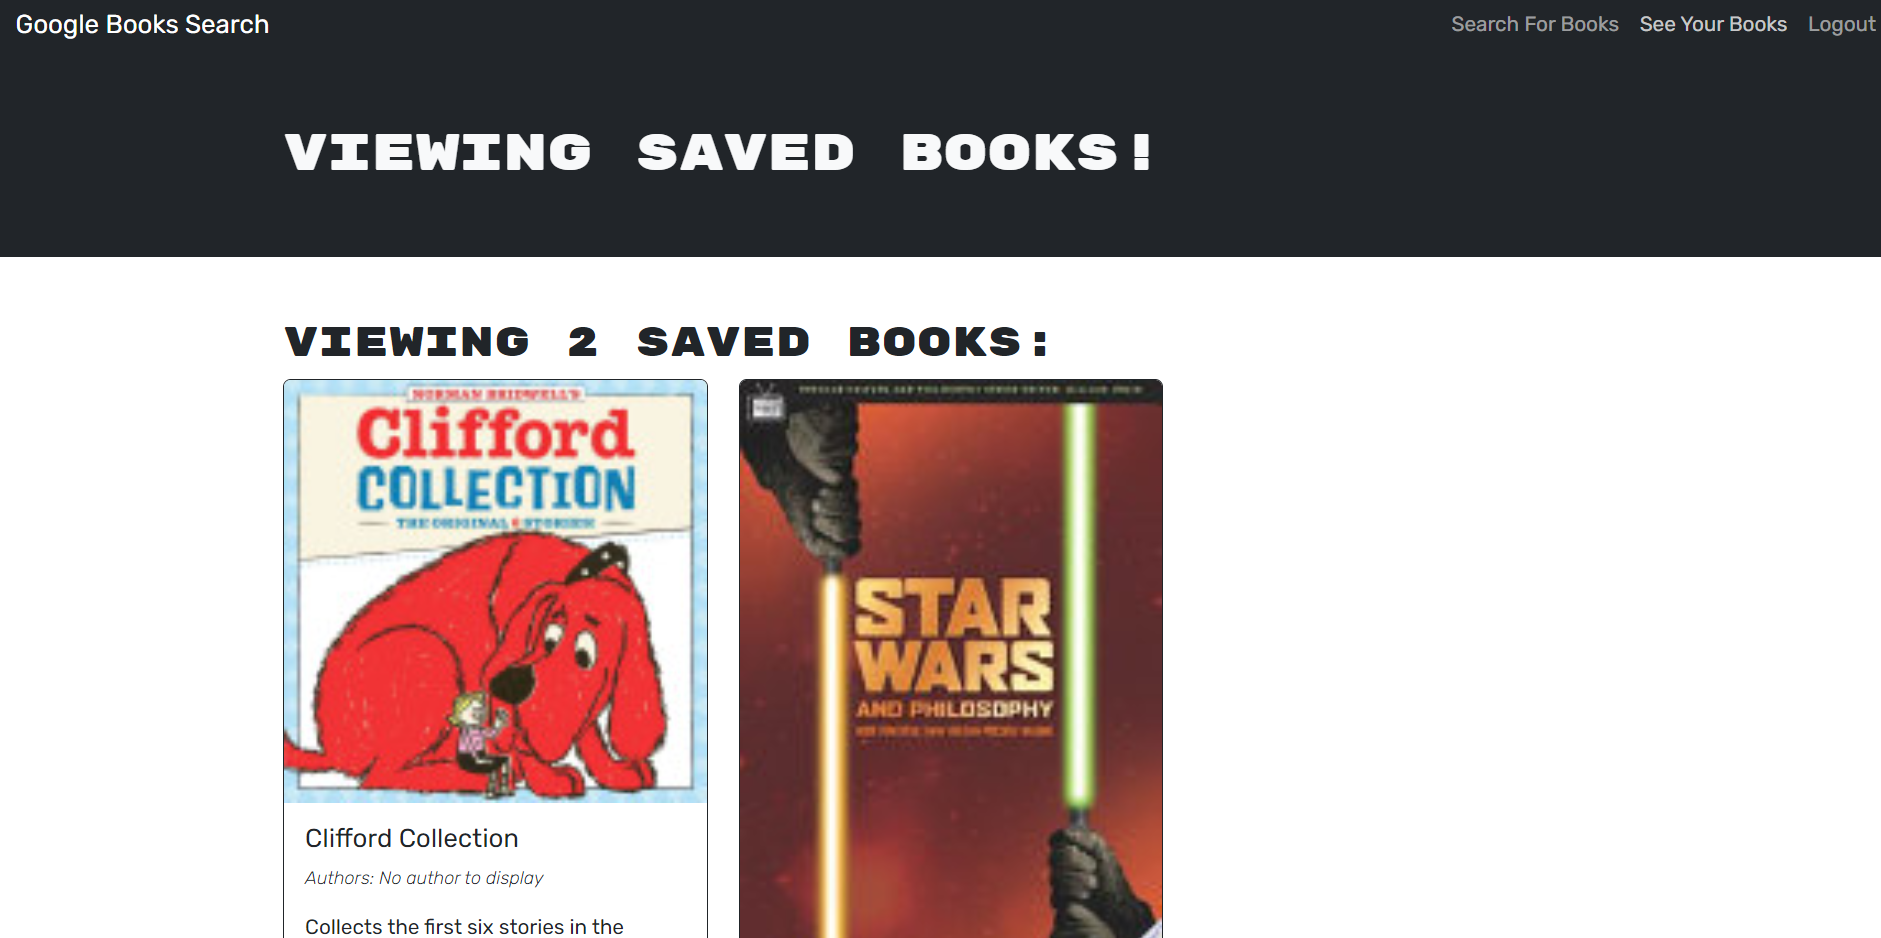 Google Books Search
Search For Books See Your Books Logout
VIEWING SAVED BOOKS!
VIEWING 2 SAVED BOOKS:
NORMAN BRIDWELL'S
Clifford
COLLECTION
THE ORIGINAL 6 STORIES
STAR
WARS
AND PHILOSOPHY
Clifford Collection
Authors: No author to display
Collects the first six stories in the